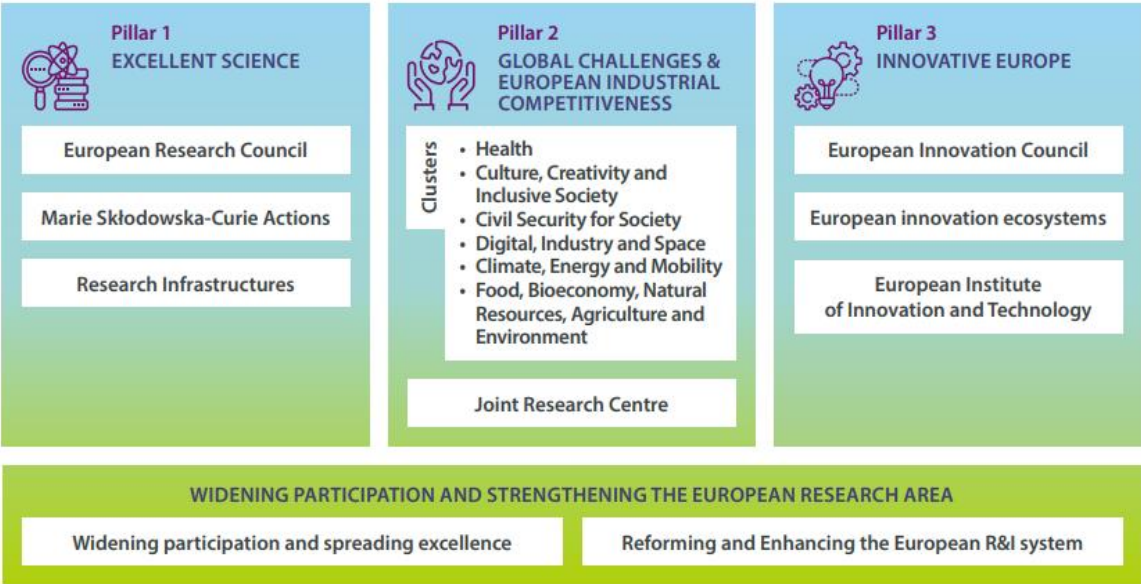 Pillar 1
EXCELLENT SCIENCE
European Research Council
Marie Skłodowska-Curie Actions
Research Infrastructures
Pillar 2
GLOBAL CHALLENGES &
EUROPEAN INDUSTRIAL
COMPETITIVENESS
Clusters
• Health
• Culture, Creativity and
Inclusive Society
• Civil Security for Society
• Digital, Industry and Space
• Climate, Energy and Mobility
• Food, Bioeconomy, Natural
Resources, Agriculture and
Environment
Joint Research Centre
Pillar 3
INNOVATIVE EUROPE
European Innovation Council
European innovation ecosystems
European Institute
of Innovation and Technology
WIDENING PARTICIPATION AND STRENGTHENING THE EUROPEAN RESEARCH AREA
Widening participation and spreading excellence
Reforming and Enhancing the European R&I system